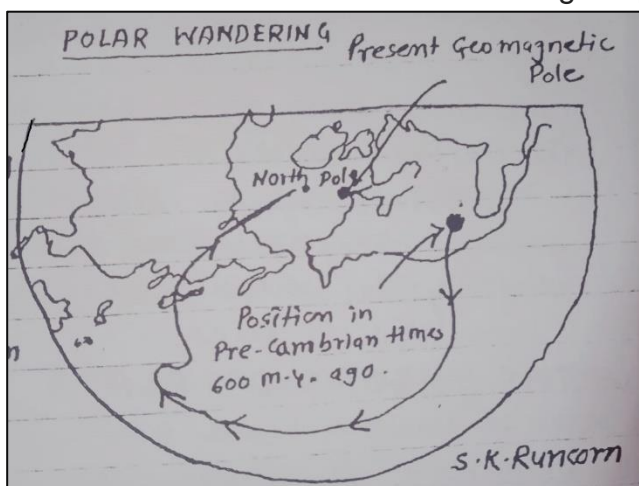 POLAR WANDERING
Present Geomagnetic
Pole
North Pole
Position in
Pre-Cambrian times
600 m.y. ago.
S.K. Runcorn